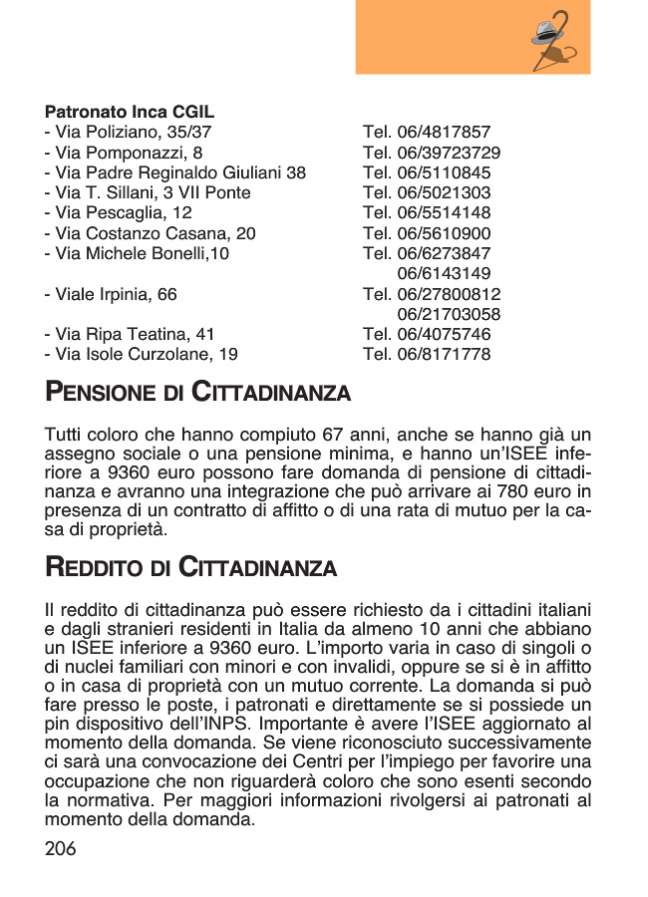 Patronato Inca CGIL
- Via Poliziano, 35/37 Tel. 06/4817857
- Via Pomponazzi, 8 Tel. 06/39723729
- Via Padre Reginaldo Giuliani 38 Tel. 06/5110845
- Via T. Sillani, 3 VII Ponte Tel. 06/5021303
- Via Pescaglia, 12 Tel. 06/5514148
- Via Costanzo Casana, 20 Tel. 06/5610900
- Via Michele Bonelli,10 Tel. 06/6273847
06/6143149
- Viale Irpinia, 66 Tel. 06/27800812
06/21703058
- Via Ripa Teatina, 41 Tel. 06/4075746
- Via Isole Curzolane, 19 Tel. 06/8171778
PENSIONE DI CITTADINANZA
Tutti coloro che hanno compiuto 67 anni, anche se hanno già un
assegno sociale o una pensione minima, e hanno un'ISEE infe-
riore a 9360 euro possono fare domanda di pensione di cittadi-
nanza e avranno una integrazione che può arrivare ai 780 euro in
presenza di un contratto di affitto o di una rata di mutuo per la ca-
sa di proprietà.
REDDITO DI CITTADINANZA
Il reddito di cittadinanza può essere richiesto da i cittadini italiani
e dagli stranieri residenti in Italia da almeno 10 anni che abbiano
un ISEE inferiore a 9360 euro. L'importo varia in caso di singoli o
di nuclei familiari con minori e con invalidi, oppure se si è in affitto
o in casa di proprietà con un mutuo corrente. La domanda si può
fare presso le poste, i patronati e direttamente se si possiede un
pin dispositivo dell'INPS. Importante è avere l'ISEE aggiornato al
momento della domanda. Se viene riconosciuto successivamente
ci sarà una convocazione dei Centri per l'impiego per favorire una
occupazione che non riguarderà coloro che sono esenti secondo
la normativa. Per maggiori informazioni rivolgersi ai patronati al
momento della domanda.
206